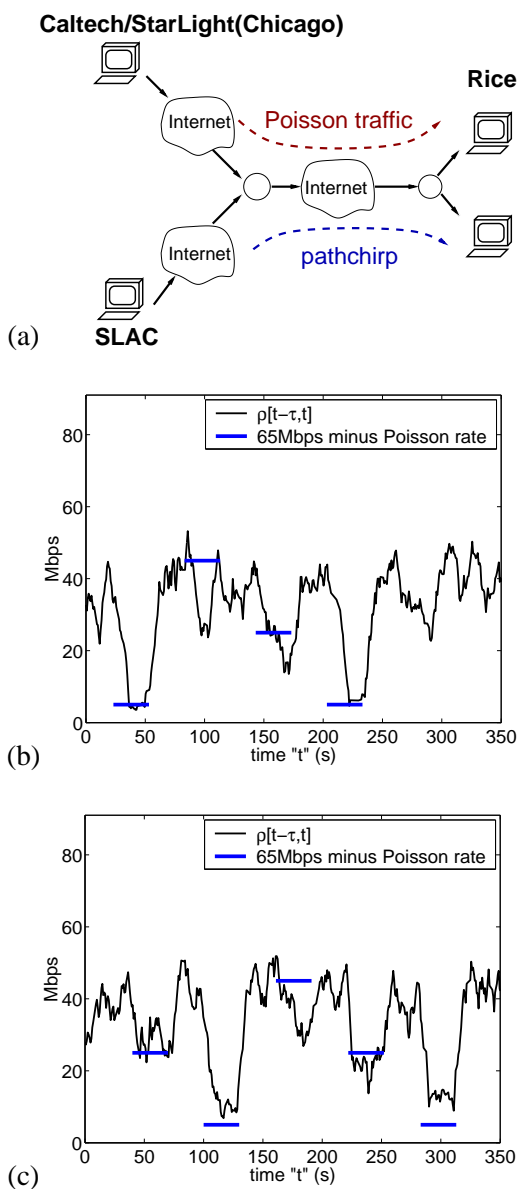 Caltech/StarLight(Chicago)
Rice
Internet
Poisson traffic
Internet
Internet
pathchirp
SLAC
(a)
ρ[t−τ,t]
65Mbps minus Poisson rate
Mbps
80
60
40
20
0
0 50 100 150 200 250 300 350
time "t" (s)
(b)
ρ[t−τ,t]
65Mbps minus Poisson rate
Mbps
80
60
40
20
0
0 50 100 150 200 250 300 350
time "t" (s)
(c)